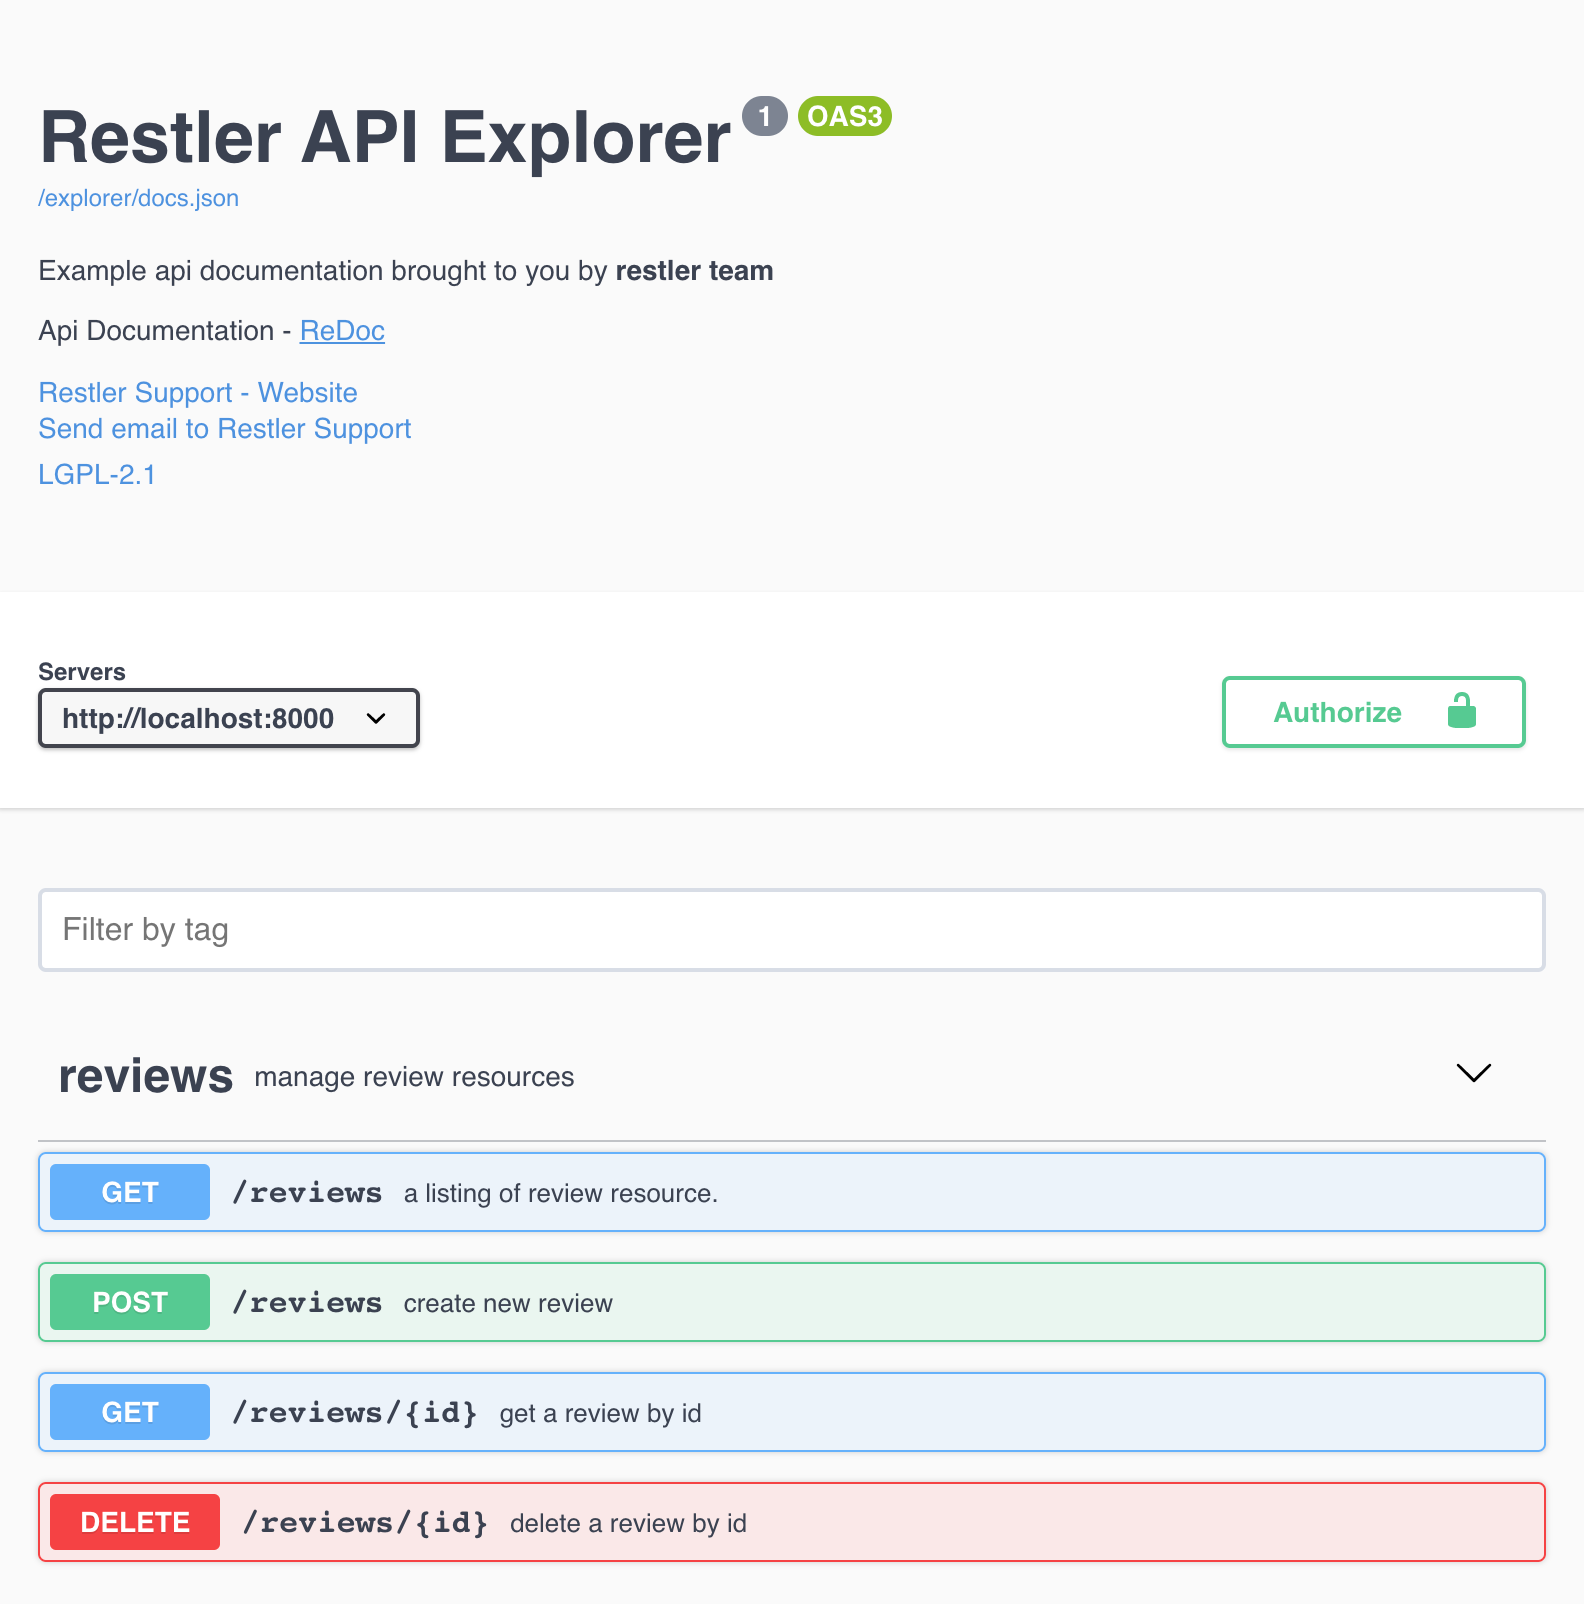 Restler API Explorer 1 OAS3
/explorer/docs.json
Example api documentation brought to you by restler team
Api Documentation - ReDoc
Restler Support - Website
Send email to Restler Support
LGPL-2.1
Servers
http://localhost:8000
Authorize
Filter by tag
reviews manage review resources
GET /reviews a listing of review resource.
POST /reviews create new review
GET /reviews/{id} get a review by id
DELETE /reviews/{id} delete a review by id